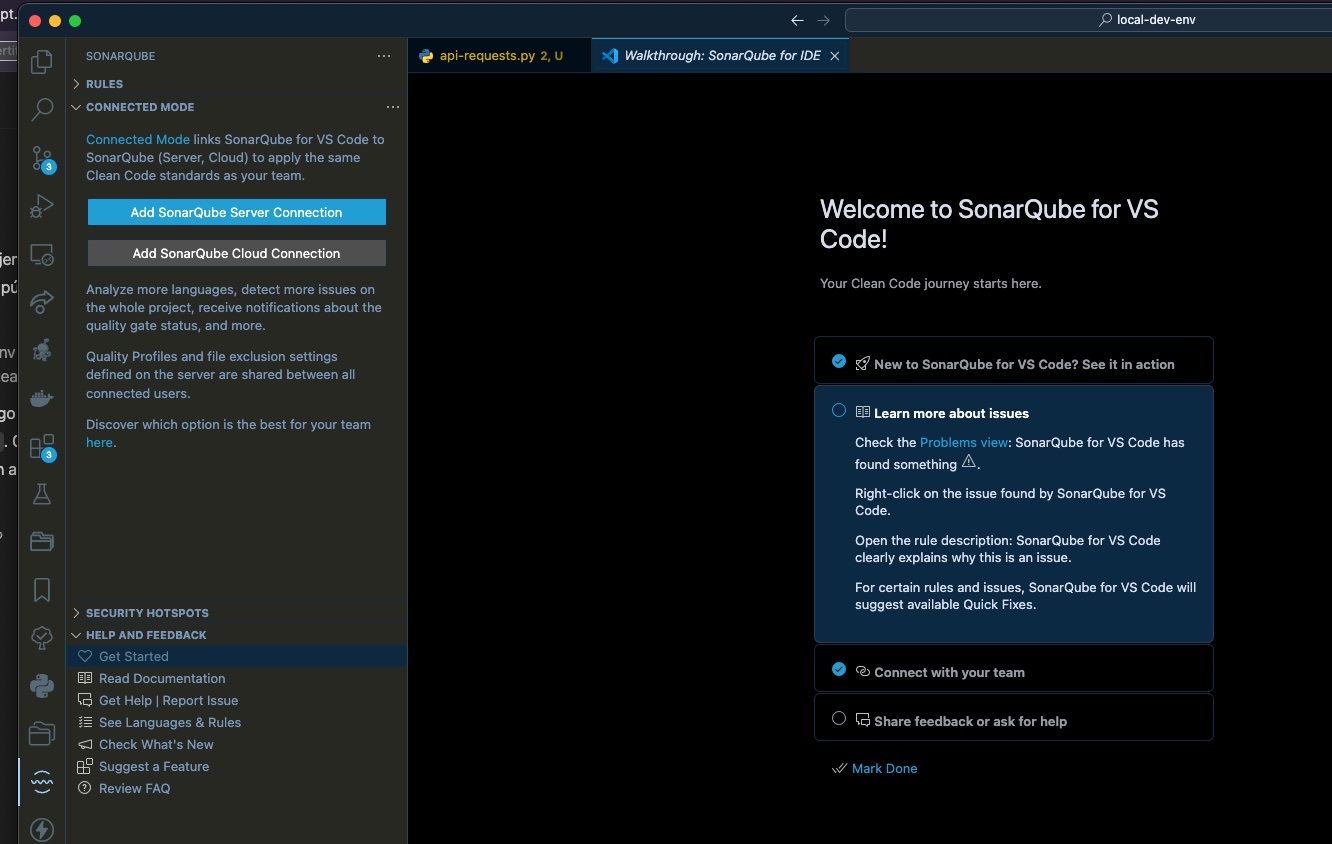 pt.
local-dev-env
SONARQUBE
RULES
CONNECTED MODE
Connected Mode links SonarQube for VS Code to
SonarQube (Server, Cloud) to apply the same
Clean Code standards as your team.
Add SonarQube Server Connection
Add SonarQube Cloud Connection
Analyze more languages, detect more issues on
the whole project, receive notifications about the
quality gate status, and more.
Quality Profiles and file exclusion settings
defined on the server are shared between all
connected users.
Discover which option is the best for your team
here.
SECURITY HOTSPOTS
HELP AND FEEDBACK
Get Started
Read Documentation
Get Help | Report Issue
See Languages & Rules
Check What's New
Suggest a Feature
Review FAQ
3
3
api-requests.py 2, U
Walkthrough: SonarQube for IDE
Welcome to SonarQube for VS
Code!
Your Clean Code journey starts here.
New to SonarQube for VS Code? See it in action
Learn more about issues
Check the Problems view: SonarQube for VS Code has
found something ⚠.
Right-click on the issue found by SonarQube for VS
Code.
Open the rule description: SonarQube for VS Code
clearly explains why this is an issue.
For certain rules and issues, SonarQube for VS Code will
suggest available Quick Fixes.
Connect with your team
Share feedback or ask for help
Mark Done